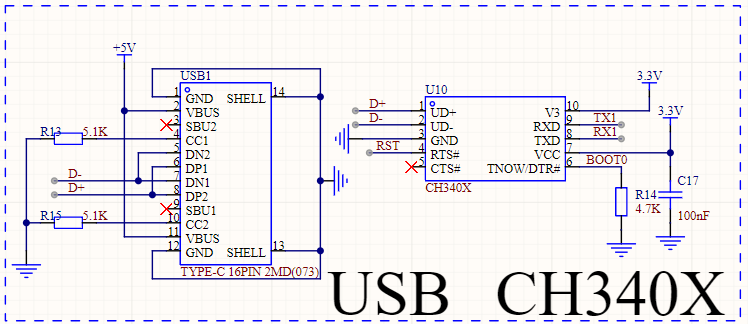 +5V
USB1
1 GND SHELL 14
2 VBUS
3 SBU2
R13 5.1K 4 CC1
5 DN2
6 DP1
D- 7 DN1
D+ 8 DP2
9 SBU1
R15 5.1K 10 CC2
11 VBUS
12 GND SHELL 13
TYPE-C 16PIN 2MD(073)
U10
3.3V
D+ 1 UD+ V3 10
D- 2 UD- RXD 9 TX1
3 GND TXD 8 RX1
RST 4 RTS# VCC 7
5 CTS# TNOW/DTR# 6 BOOT0
CH340X
3.3V
R14
4.7K
C17
100nF
USB CH340X